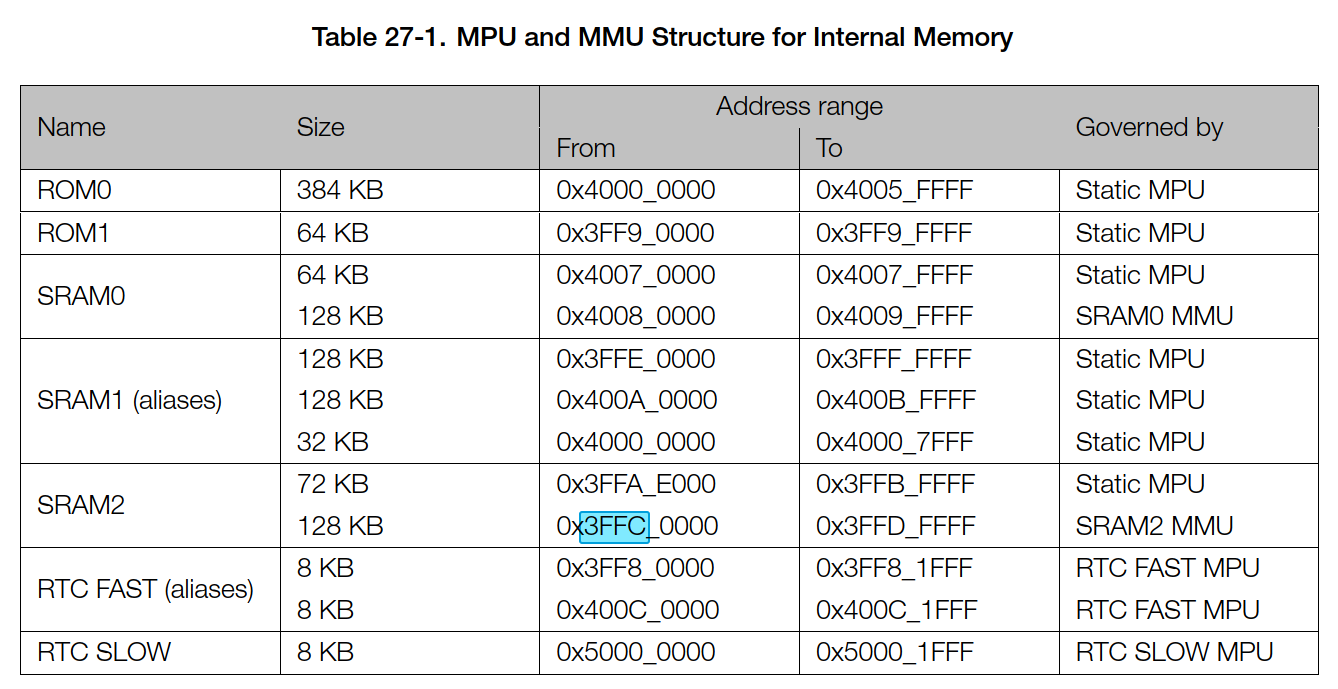 Table 27-1. MPU and MMU Structure for Internal Memory
Name Size Address range Governed by
From To
ROM0 384 KB 0x4000_0000 0x4005_FFFF Static MPU
ROM1 64 KB 0x3FF9_0000 0x3FF9_FFFF Static MPU
SRAM0 64 KB 0x4007_0000 0x4007_FFFF Static MPU
128 KB 0x4008_0000 0x4009_FFFF SRAM0 MMU
SRAM1 (aliases) 128 KB 0x3FFE_0000 0x3FFF_FFFF Static MPU
128 KB 0x400A_0000 0x400B_FFFF Static MPU
32 KB 0x4000_0000 0x4000_7FFF Static MPU
SRAM2 72 KB 0x3FFA_E000 0x3FFB_FFFF Static MPU
128 KB 0x3FFC_0000 0x3FFD_FFFF SRAM2 MMU
RTC FAST (aliases) 8 KB 0x3FF8_0000 0x3FF8_1FFF RTC FAST MPU
8 KB 0x400C_0000 0x400C_1FFF RTC FAST MPU
RTC SLOW 8 KB 0x5000_0000 0x5000_1FFF RTC SLOW MPU